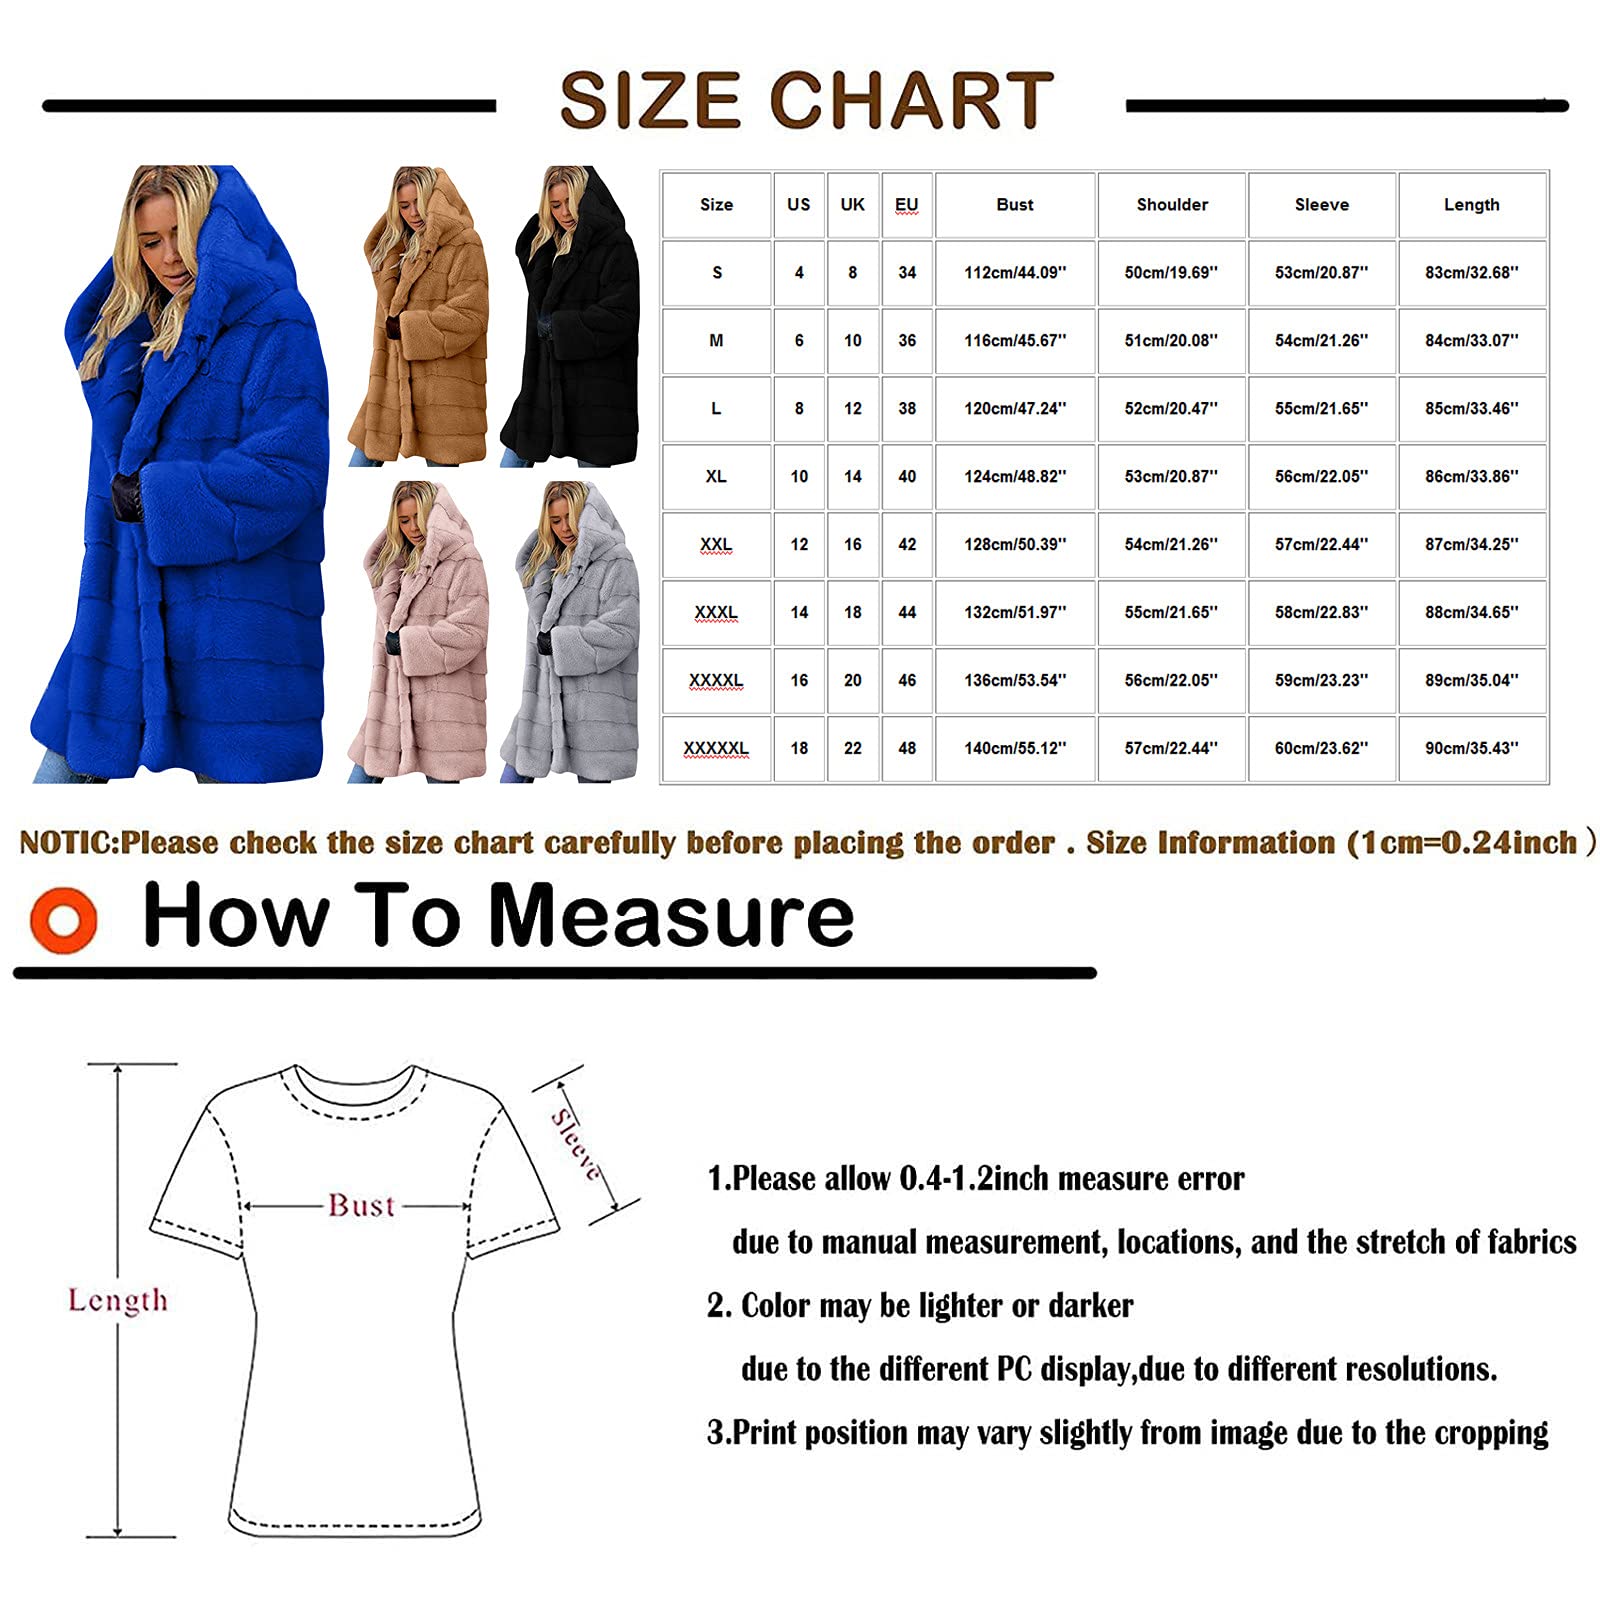 SIZE CHART
Size US UK EU Bust Shoulder Sleeve Length
S 4 8 34 112cm/44.09'' 50cm/19.69'' 53cm/20.87'' 83cm/32.68''
M 6 10 36 116cm/45.67'' 51cm/20.08'' 54cm/21.26'' 84cm/33.07''
L 8 12 38 120cm/47.24'' 52cm/20.47'' 55cm/21.65'' 85cm/33.46''
XL 10 14 40 124cm/48.82'' 53cm/20.87'' 56cm/22.05'' 86cm/33.86''
XXL 12 16 42 128cm/50.39'' 54cm/21.26'' 57cm/22.44'' 87cm/34.25''
XXXL 14 18 44 132cm/51.97'' 55cm/21.65'' 58cm/22.83'' 88cm/34.65''
XXXXL 16 20 46 136cm/53.54'' 56cm/22.05'' 59cm/23.23'' 89cm/35.04''
XXXXXL 18 22 48 140cm/55.12'' 57cm/22.44'' 60cm/23.62'' 90cm/35.43''
NOTIC:Please check the size chart carefully before placing the order . Size Information (1cm=0.24inch )
How To Measure
Sleeve
Bust
Length
1.Please allow 0.4-1.2inch measure error
due to manual measurement, locations, and the stretch of fabrics
2. Color may be lighter or darker
due to the different PC display,due to different resolutions.
3.Print position may vary slightly from image due to the cropping